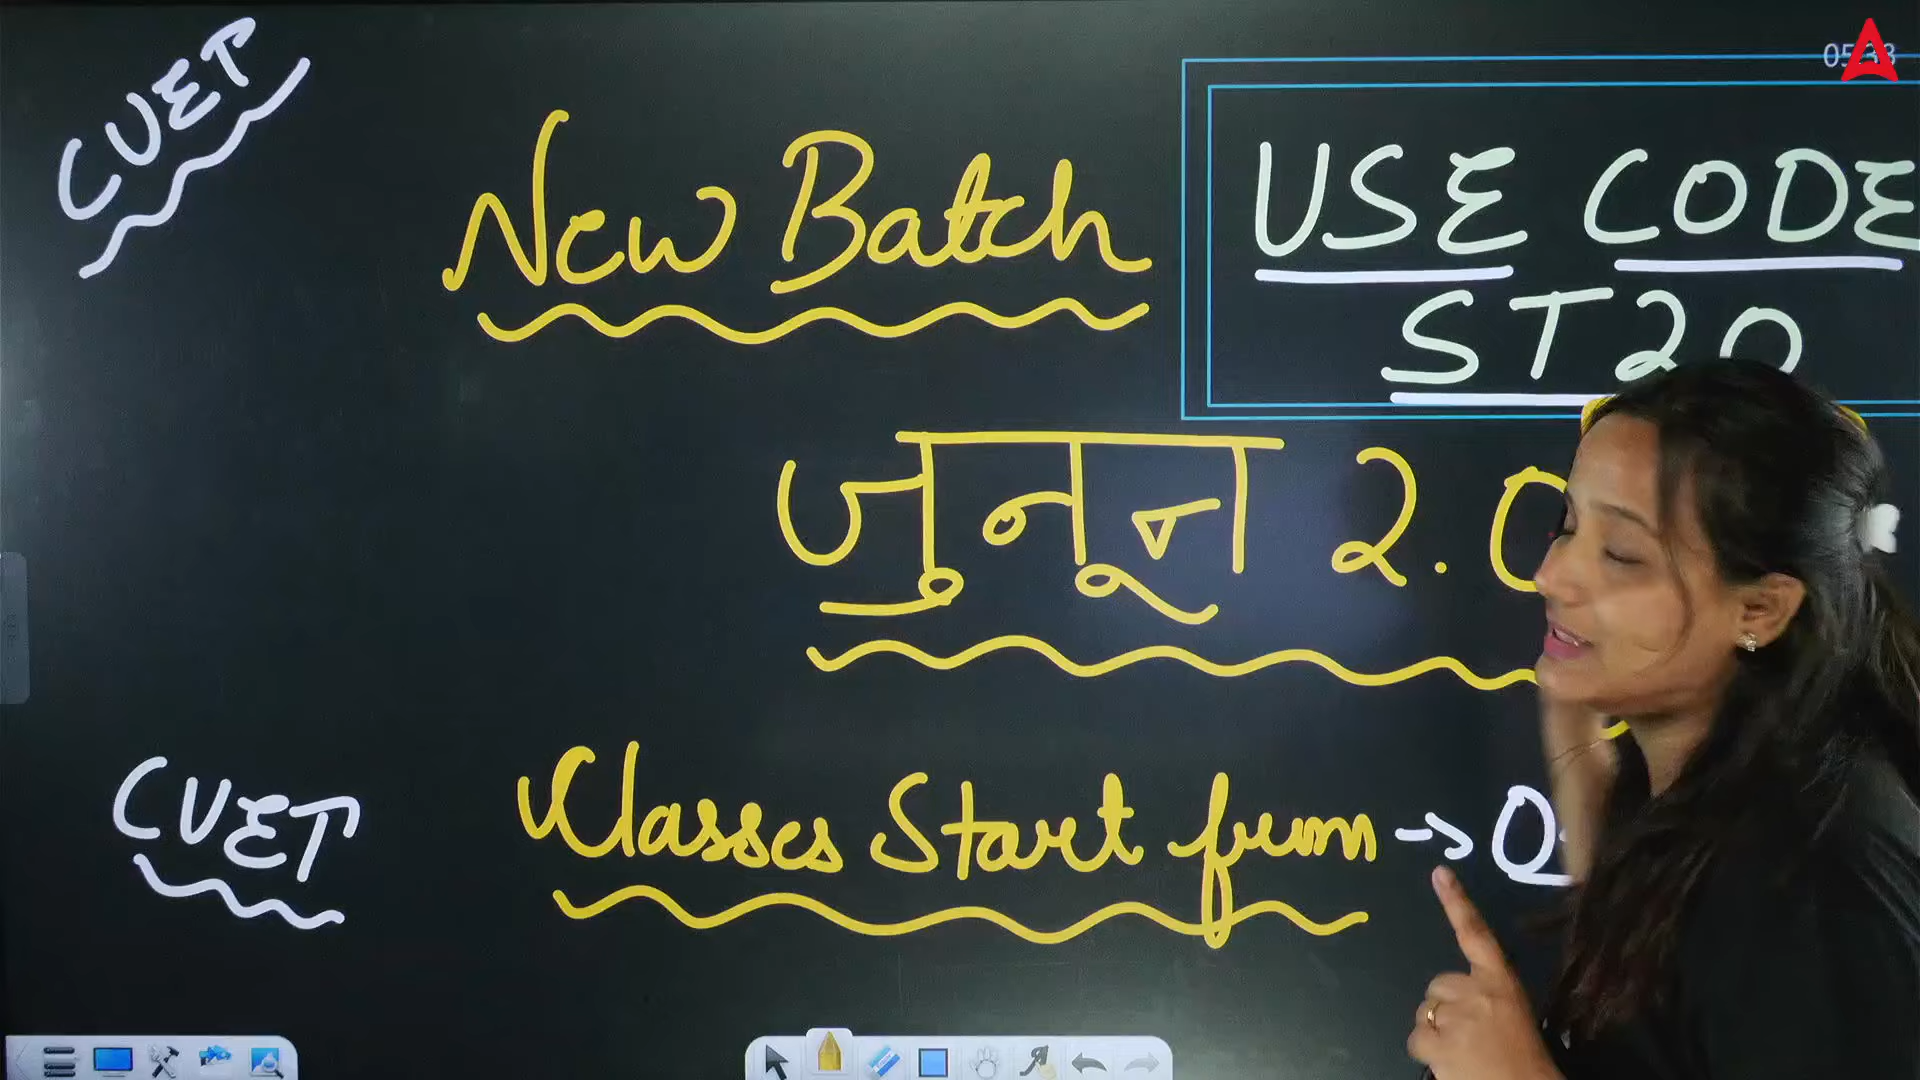 CUET
New Batch
USE CODE
ST20
जुनून 2.0
CUET
Classes Start from →